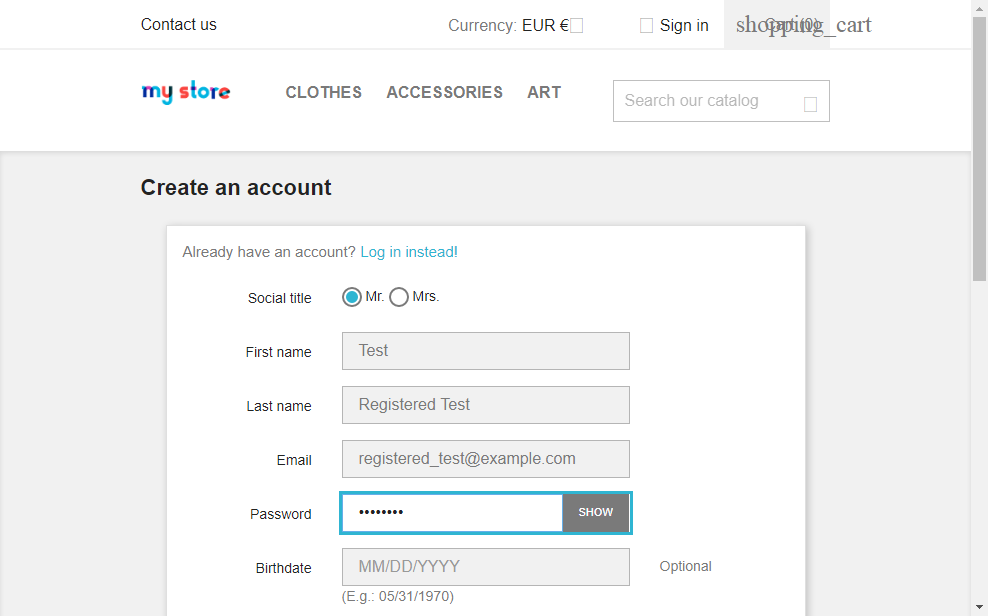 Contact us
Currency: EUR €
Sign in
shopping_cart
Cart (0)
my store
CLOTHES
ACCESSORIES
ART
Search our catalog
Create an account
Already have an account? Log in instead!
Social title
Mr.
Mrs.
First name
Test
Last name
Registered Test
Email
registered_test@example.com
Password
••••••••
SHOW
Birthdate
MM/DD/YYYY
Optional
(E.g.: 05/31/1970)